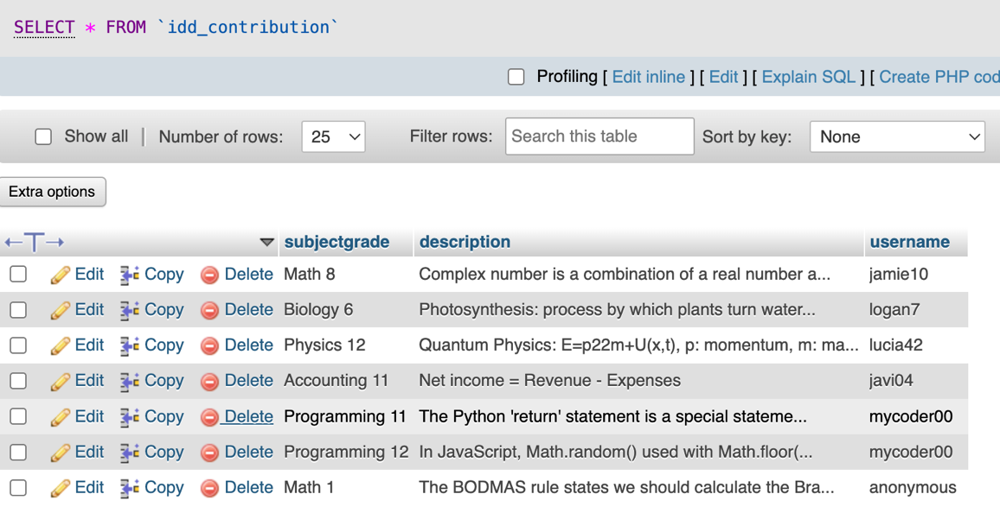 SELECT * FROM `idd_contribution`
Profiling [ Edit inline ] [ Edit ] [ Explain SQL ] [ Create PHP cod
Show all | Number of rows: 25 Filter rows: Search this table Sort by key: None
Extra options
←T→ subjectgrade description username
Edit Copy Delete Math 8 Complex number is a combination of a real number a... jamie10
Edit Copy Delete Biology 6 Photosynthesis: process by which plants turn water... logan7
Edit Copy Delete Physics 12 Quantum Physics: E=p22m+U(x,t), p: momentum, m: ma... lucia42
Edit Copy Delete Accounting 11 Net income = Revenue - Expenses javi04
Edit Copy Delete Programming 11 The Python 'return' statement is a special stateme... mycoder00
Edit Copy Delete Programming 12 In JavaScript, Math.random() used with Math.floor(... mycoder00
Edit Copy Delete Math 1 The BODMAS rule states we should calculate the Bra... anonymous